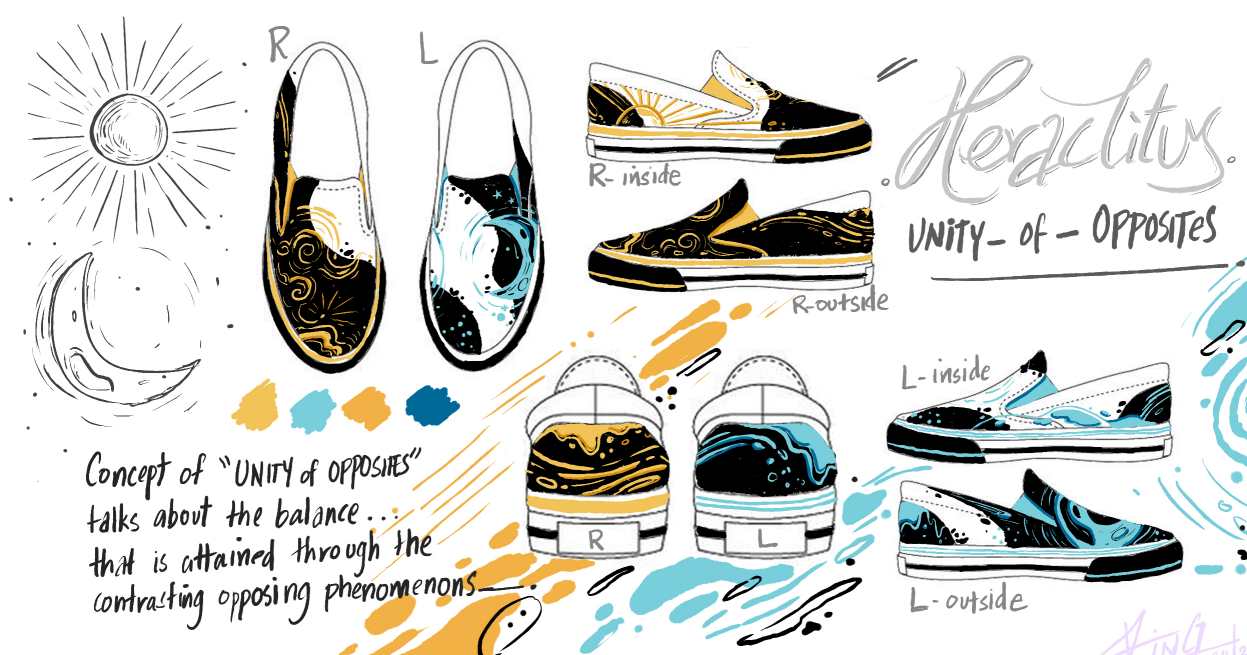 R
L
R- inside
R-outside
Heraclitus.
UNITY - of - OPPOSITES
Concept of "UNITY of OPPOSITES"
talks about the balance...
that is attained through the
contrasting opposing phenomenons
R
L
L-inside
L-outside